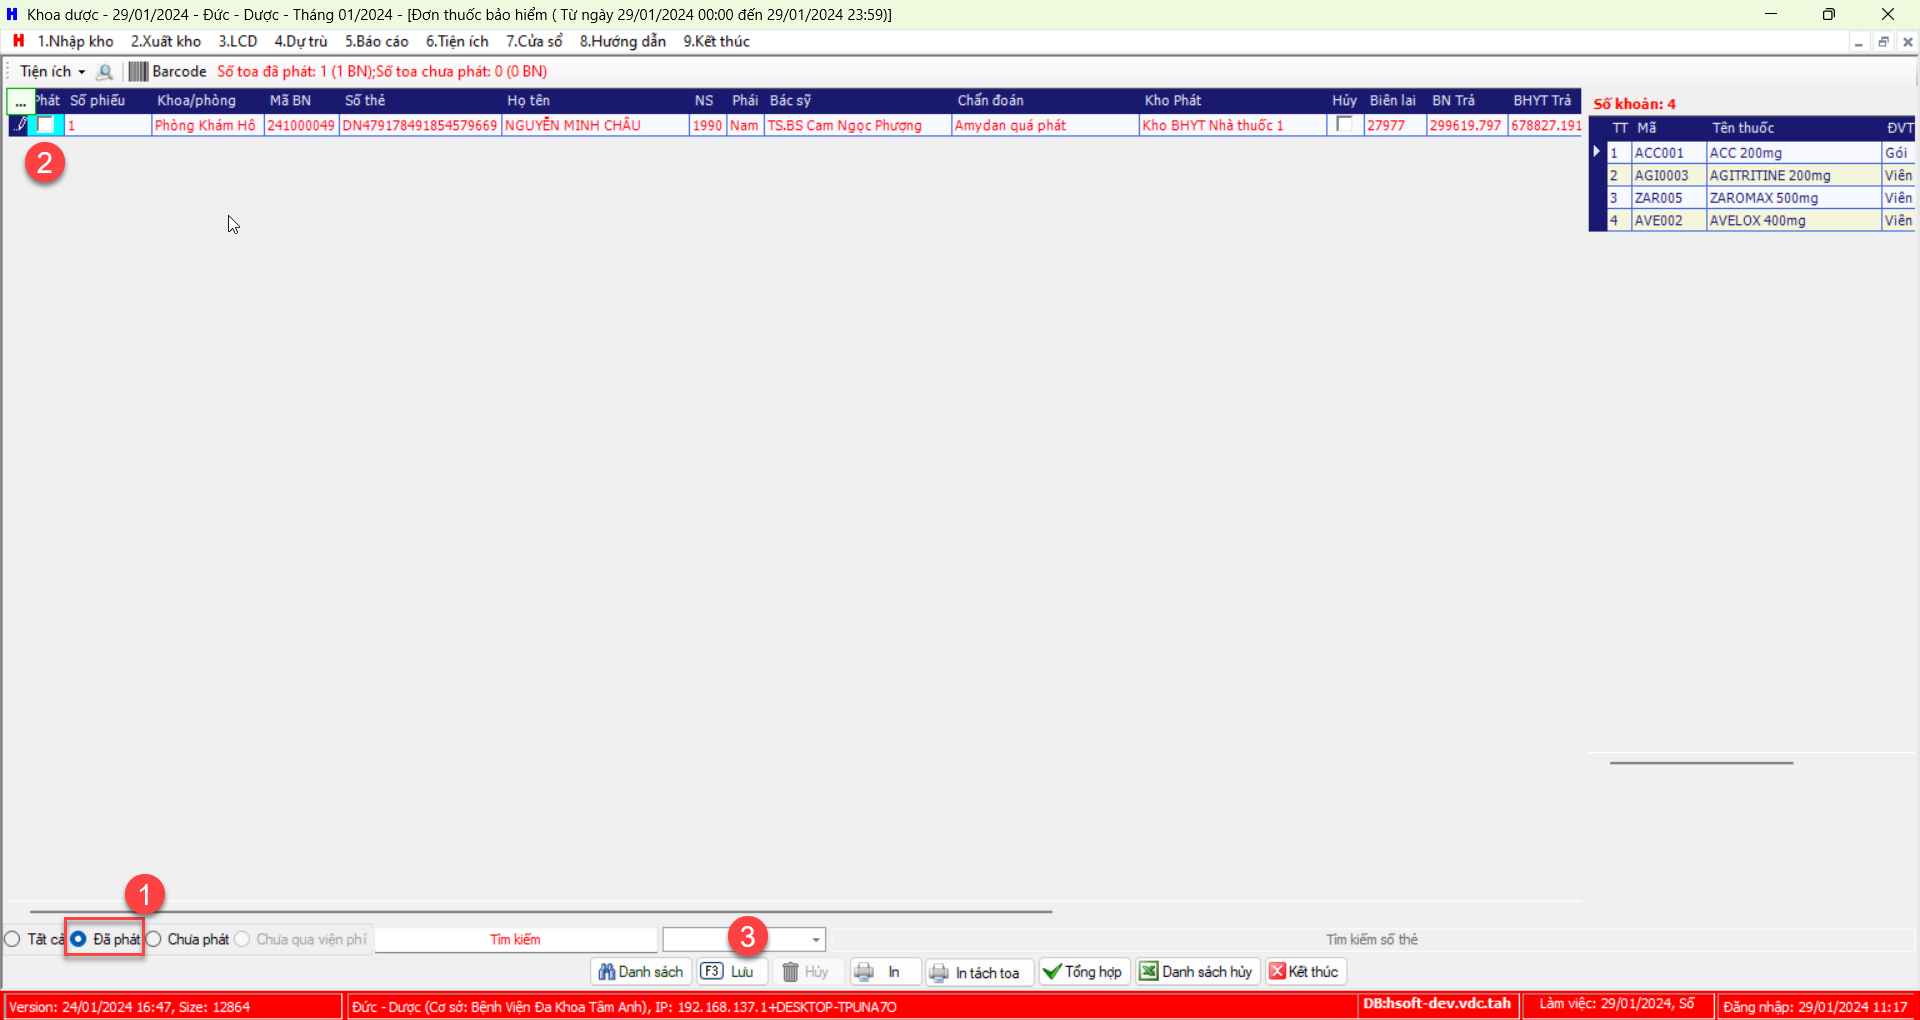 H Khoa dược - 29/01/2024 - Đức - Dược - Tháng 01/2024 - [Đơn thuốc bảo hiểm ( Từ ngày 29/01/2024 00:00 đến 29/01/2024 23:59)]
H 1.Nhập kho 2.Xuất kho 3.LCD 4.Dự trù 5.Báo cáo 6.Tiện ích 7.Cửa sổ 8.Hướng dẫn 9.Kết thúc
Tiện ích Barcode Số toa đã phát: 1 (1 BN);Số toa chưa phát: 0 (0 BN)
... Phát Số phiếu Khoa/phòng Mã BN Số thẻ Họ tên NS Phái Bác sỹ Chẩn đoán Kho Phát Hủy Biên lai BN Trả BHYT Trả
1 Phòng Khám Hô 241000049 DN479178491854579669 NGUYỄN MINH CHÂU 1990 Nam TS.BS Cam Ngọc Phượng Amydan quá phát Kho BHYT Nhà thuốc 1 27977 299619.797 678827.191
2
Số khoản: 4
TT Mã Tên thuốc ĐVT
1 ACC001 ACC 200mg Gói
2 AGI0003 AGITRITINE 200mg Viên
3 ZAR005 ZAROMAX 500mg Viên
4 AVE002 AVELOX 400mg Viên
1
Tất cả Đã phát Chưa phát Chưa qua viện phí Tìm kiếm 3 Tìm kiếm số thẻ
Danh sách F3 Lưu Hủy In In tách toa Tổng hợp Danh sách hủy Kết thúc
Version: 24/01/2024 16:47, Size: 12864 Đức - Dược (Cơ sở: Bệnh Viện Đa Khoa Tâm Anh), IP: 192.168.137.1+DESKTOP-TPUNA7O DB:hsoft-dev.vdc.tah Làm việc: 29/01/2024, Số Đăng nhập: 29/01/2024 11:17